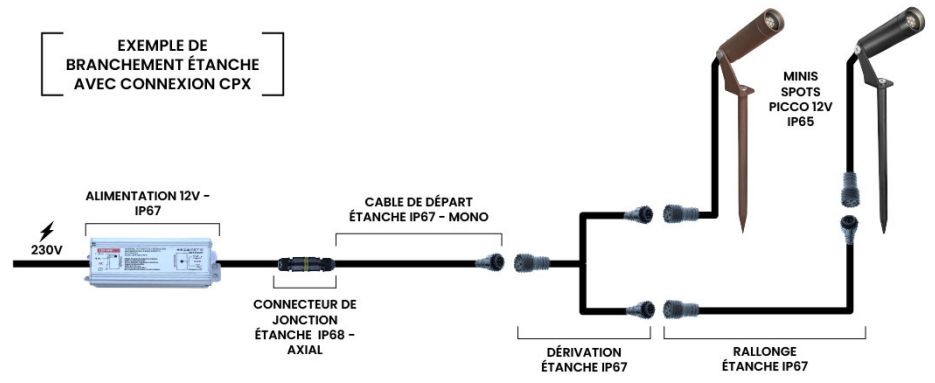 EXEMPLE DE
BRANCHEMENT ÉTANCHE
AVEC CONNEXION CPX
MINIS
SPOTS
PICCO 12V
IP65
ALIMENTATION 12V -
IP67
CABLE DE DÉPART
ÉTANCHE IP67 - MONO
230V
CONNECTEUR DE
JONCTION
ÉTANCHE IP68 -
AXIAL
DÉRIVATION
ÉTANCHE IP67
RALLONGE
ÉTANCHE IP67